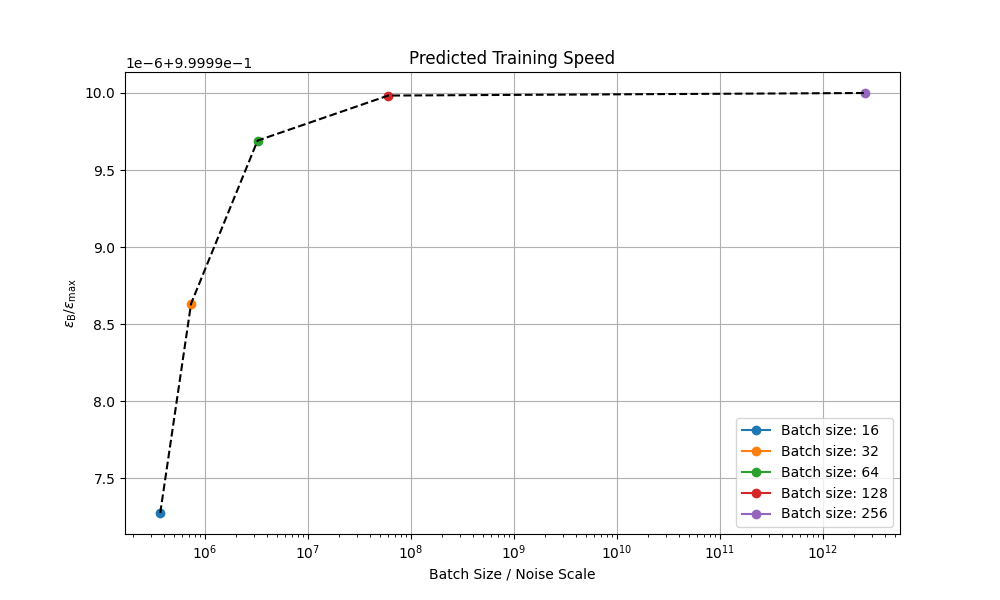 Predicted Training Speed
1e−6+9.9999e−1
10.0
9.5
9.0
8.5
8.0
7.5
ε_B/ε_max
10^6 10^7 10^8 10^9 10^10 10^11 10^12
Batch Size / Noise Scale
Batch size: 16
Batch size: 32
Batch size: 64
Batch size: 128
Batch size: 256